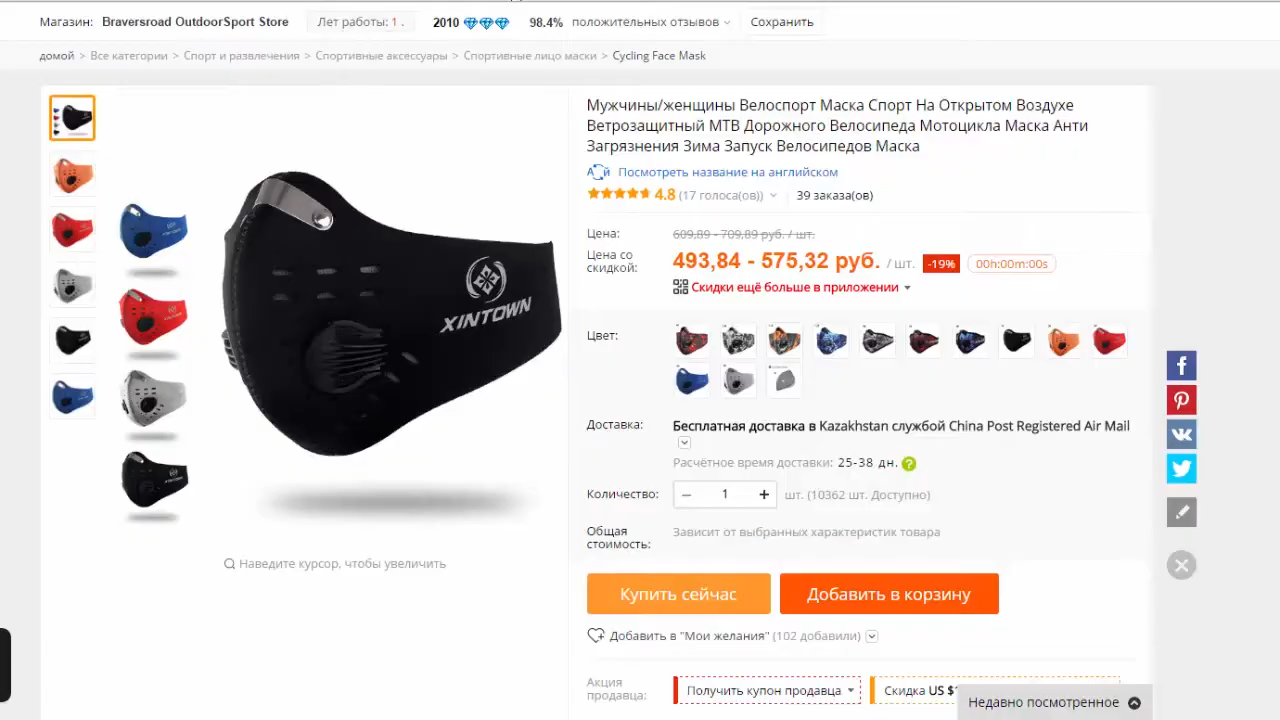 Магазин: Braversroad OutdoorSport Store Лет работы: 1 . 2010 98.4% положительных отзывов Сохранить
домой > Все категории > Спорт и развлечения > Спортивные аксессуары > Спортивные лицо маски > Cycling Face Mask
Мужчины/женщины Велоспорт Маска Спорт На Открытом Воздухе
Ветрозащитный МТВ Дорожного Велосипеда Мотоцикла Маска Анти
Загрязнения Зима Запуск Велосипедов Маска
Посмотреть название на английском
4.8 (17 голоса(ов)) 39 заказа(ов)
Цена: 609,89 - 709,89 руб. / шт.
Цена со
скидкой: 493,84 - 575,32 руб. / шт. -19% 00h:00m:00s
Скидки ещё больше в приложении
XINTOWN
Цвет:
Доставка: Бесплатная доставка в Kazakhstan службой China Post Registered Air Mail
Расчётное время доставки: 25-38 дн. ?
Количество: − 1 + шт. (10362 шт. Доступно)
Общая
стоимость: Зависит от выбранных характеристик товара
Наведите курсор, чтобы увеличить
Купить сейчас Добавить в корзину
Добавить в "Мои желания" (102 добавили)
Акция
продавца: Получить купон продавца Скидка US $
Недавно посмотренное